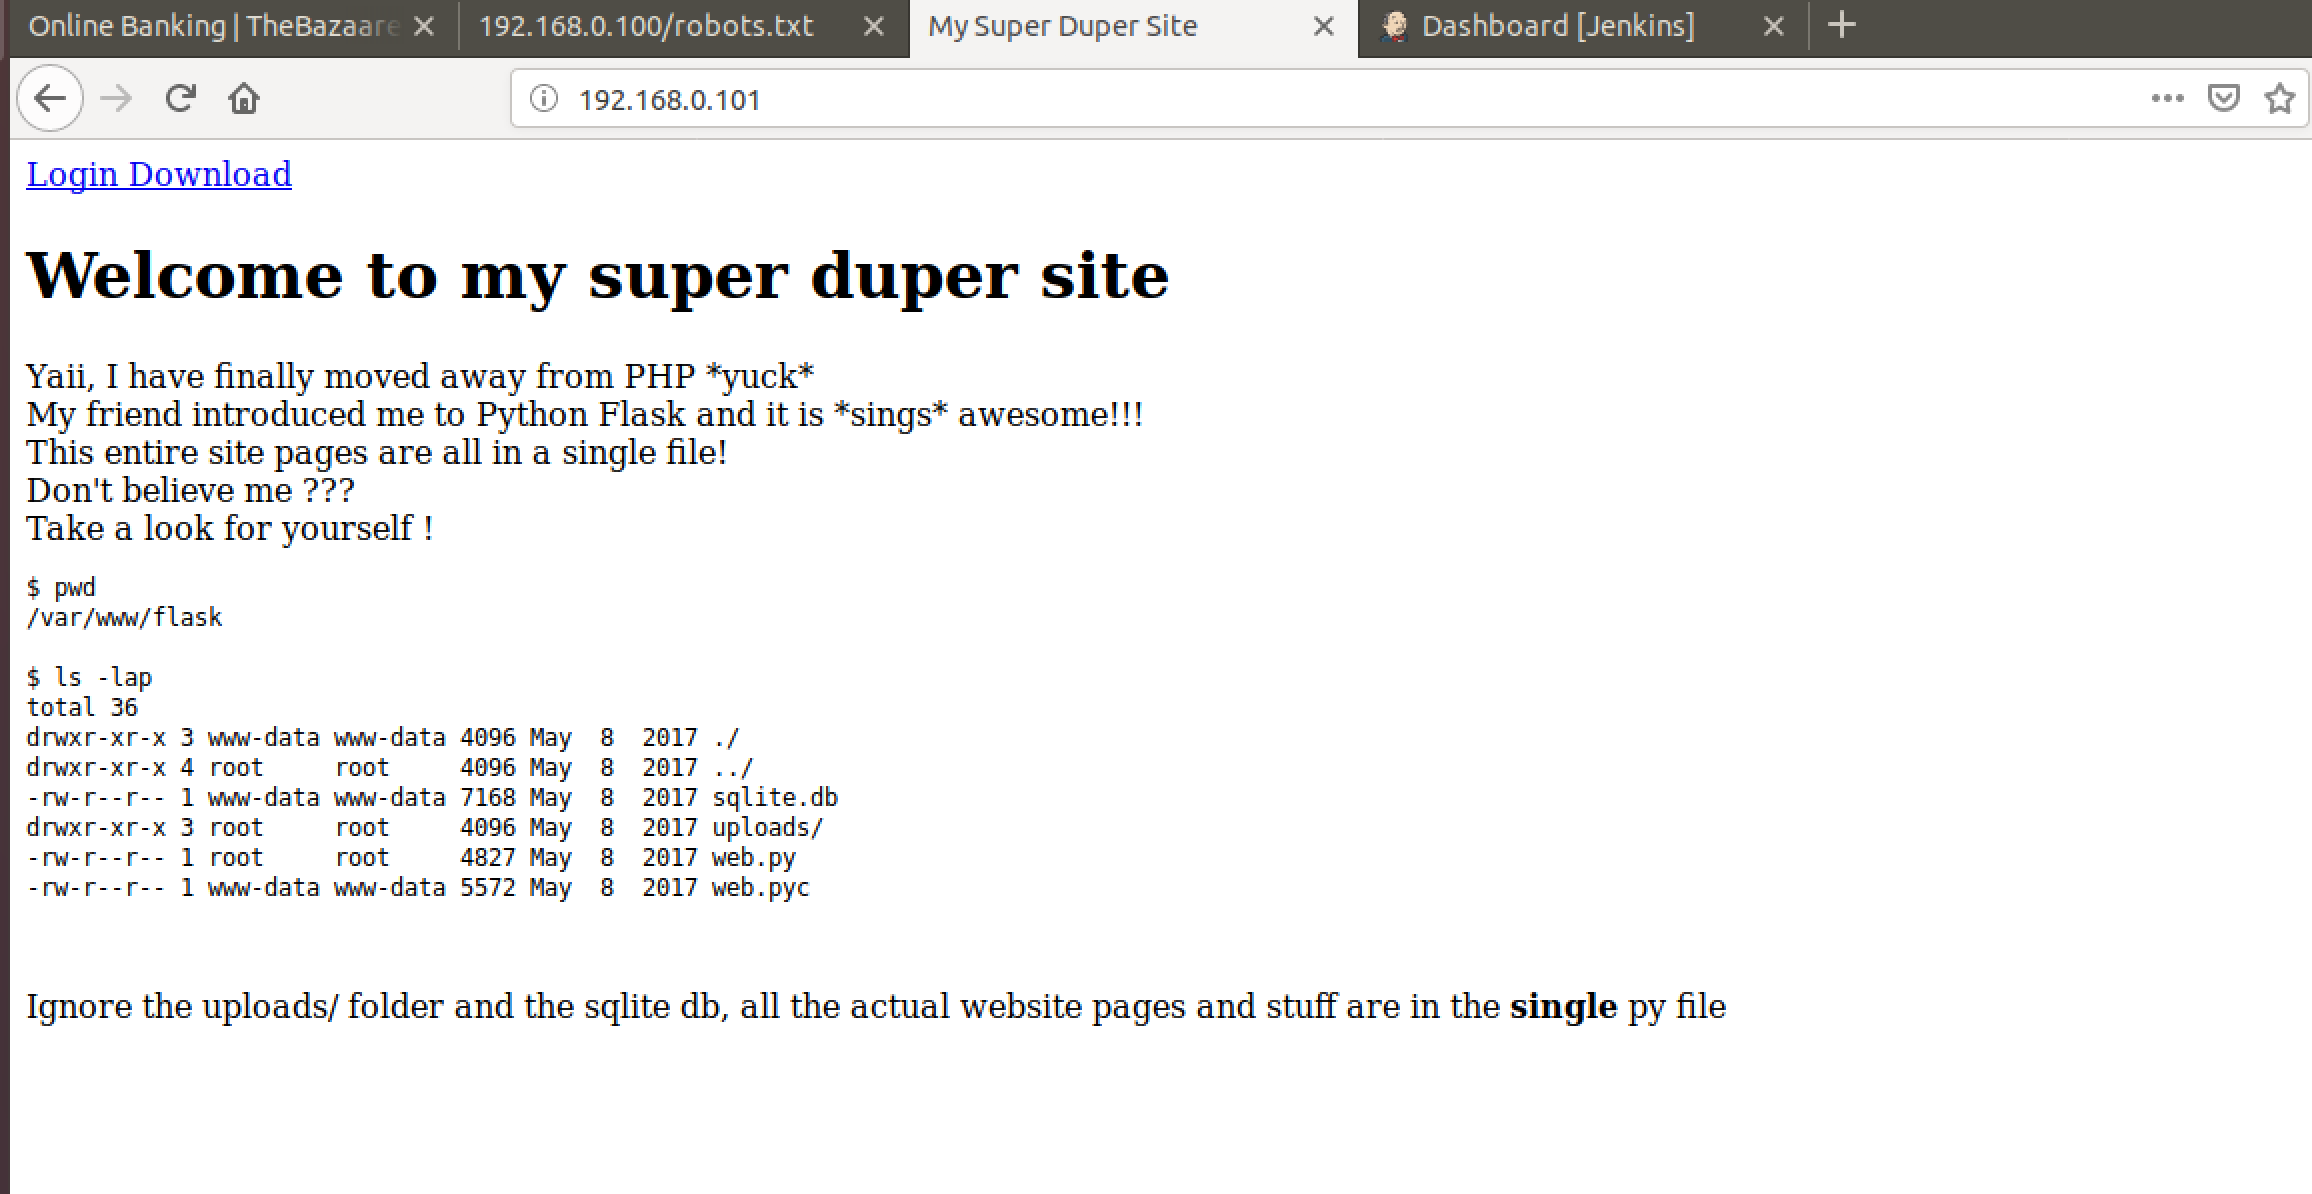 Online Banking | TheBazaare
192.168.0.100/robots.txt
My Super Duper Site
Dashboard [Jenkins]
192.168.0.101
Login Download
Welcome to my super duper site
Yaii, I have finally moved away from PHP *yuck*
My friend introduced me to Python Flask and it is *sings* awesome!!!
This entire site pages are all in a single file!
Don't believe me ???
Take a look for yourself !
$ pwd
/var/www/flask
$ ls -lap
total 36
drwxr-xr-x 3 www-data www-data 4096 May  8  2017 ./
drwxr-xr-x 4 root     root     4096 May  8  2017 ../
-rw-r--r-- 1 www-data www-data 7168 May  8  2017 sqlite.db
drwxr-xr-x 3 root     root     4096 May  8  2017 uploads/
-rw-r--r-- 1 root     root     4827 May  8  2017 web.py
-rw-r--r-- 1 www-data www-data 5572 May  8  2017 web.pyc
Ignore the uploads/ folder and the sqlite db, all the actual website pages and stuff are in the single py file